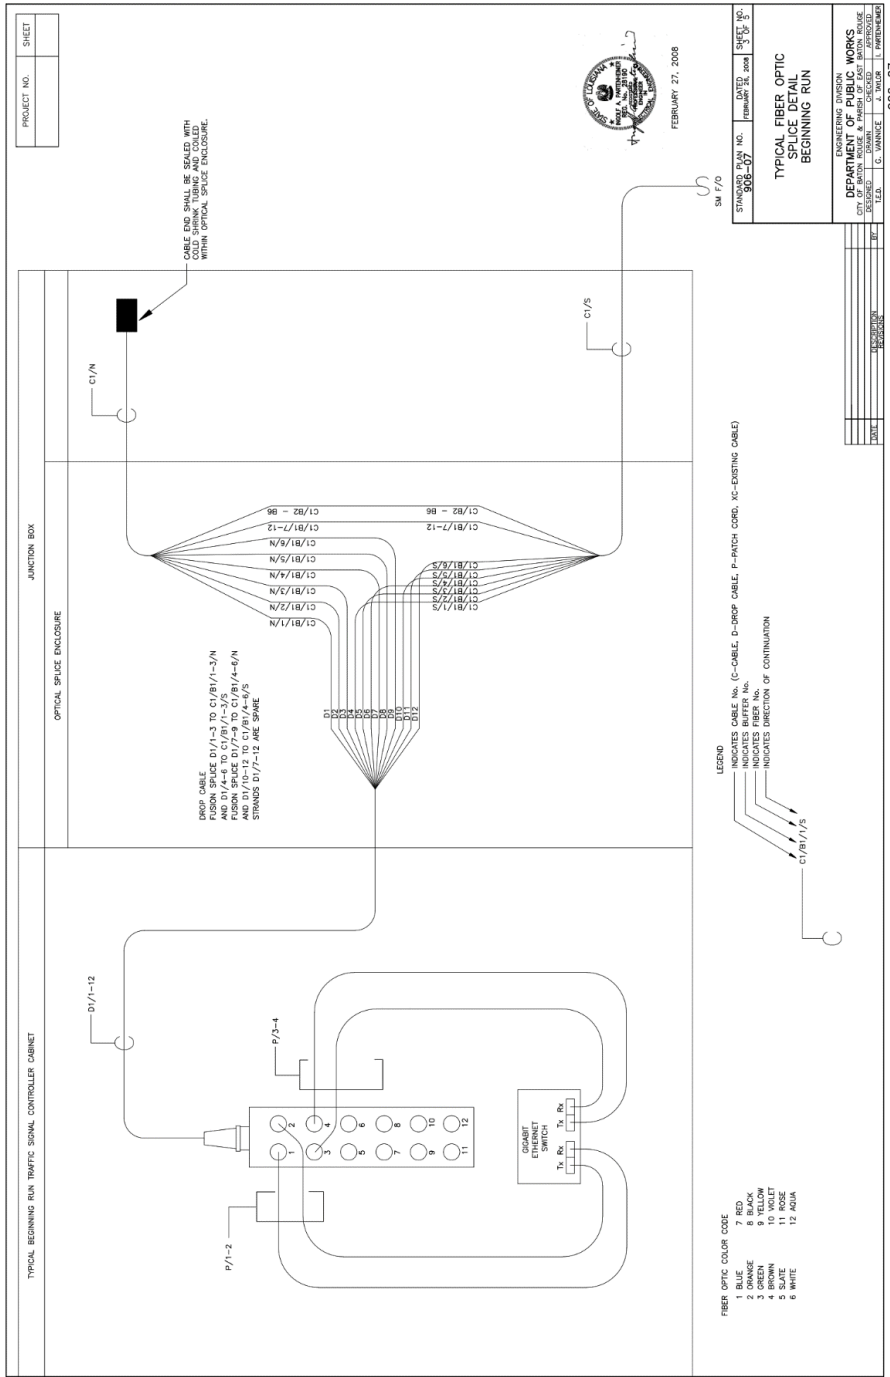 PROJECT NO.
SHEET
TYPICAL BEGINNING RUN TRAFFIC SIGNAL CONTROLLER CABINET
JUNCTION BOX
OPTICAL SPLICE ENCLOSURE
D1/1-12
C1/N
CABLE END SHALL BE SEALED WITH
COLD SHRINK TUBING AND COILED
WITHIN OPTICAL SPLICE ENCLOSURE.
DROP CABLE
FUSION SPLICE D1/1-3 TO C1/B1/1-3/N
AND D1/4-6 TO C1/B1/1-3/S
FUSION SPLICE D1/7-9 TO C1/B1/4-6/N
AND D1/10-12 TO C1/B1/4-6/S
STRANDS D1/7-12 ARE SPARE
C1/B1/1/N
C1/B1/2/N
C1/B1/3/N
C1/B1/4/N
C1/B1/5/N
C1/B1/6/N
C1/B1/7-12
C1/B2 - B6
D1
D2
D3
D4
D5
D6
D7
D8
D9
D10
D11
D12
C1/B1/1/S
C1/B1/2/S
C1/B1/3/S
C1/B1/4/S
C1/B1/5/S
C1/B1/6/S
C1/B1/7-12
C1/B2 - B6
C1/S
SM F/O
P/1-2
P/3-4
1
2
3
4
5
6
7
8
9
10
11
12
GIGABIT
ETHERNET
SWITCH
Tx Rx
Tx Rx
FIBER OPTIC COLOR CODE
1 BLUE 7 RED
2 ORANGE 8 BLACK
3 GREEN 9 YELLOW
4 BROWN 10 VIOLET
5 SLATE 11 ROSE
6 WHITE 12 AQUA
LEGEND
INDICATES CABLE No. (C-CABLE, D-DROP CABLE, P-PATCH CORD, XC-EXISTING CABLE)
INDICATES BUFFER No.
INDICATES FIBER No.
INDICATES DIRECTION OF CONTINUATION
C1/B1/1/S
STATE OF LOUISIANA
INGOLF A. PARTENHEIMER
REG. No. 28190
ENGINEER
IN
ELECTRICAL ENGINEERING
FEBRUARY 27, 2008
STANDARD PLAN NO.
906-07
DATED
FEBRUARY 26, 2008
SHEET NO.
3 OF 5
TYPICAL FIBER OPTIC
SPLICE DETAIL
BEGINNING RUN
ENGINEERING DIVISION
DEPARTMENT OF PUBLIC WORKS
CITY OF BATON ROUGE & PARISH OF EAST BATON ROUGE
DESIGNED DRAWN CHECKED APPROVED
T.E.D. C. VANNICE J. TAYLOR I. PARTENHEIMER
DATE DESCRIPTION BY
REVISIONS